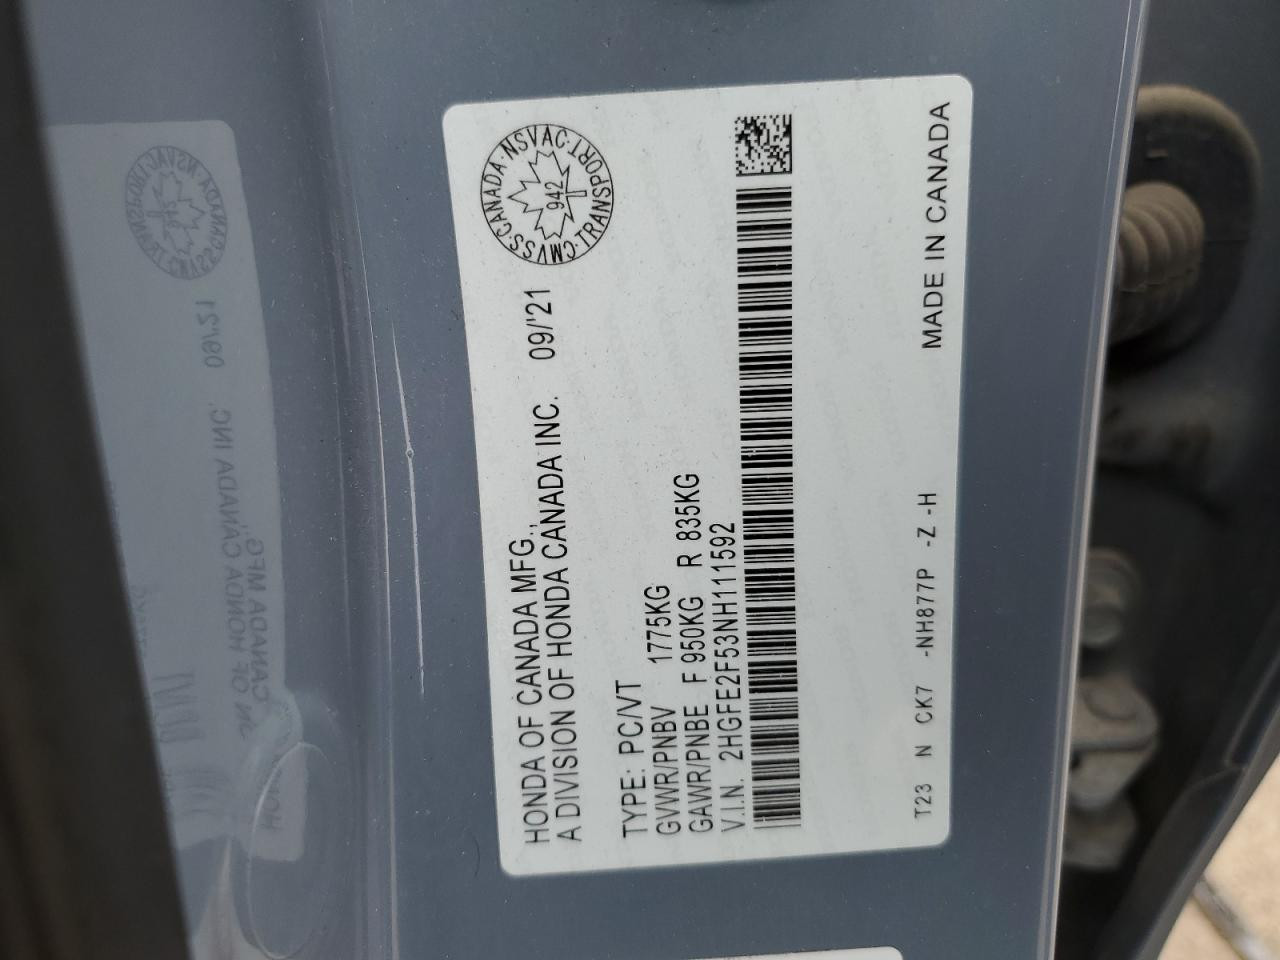 CMVSS·CANADA·NSVAC·TRANSPORT
942
HONDA OF CANADA MFG.,
A DIVISION OF HONDA CANADA INC. 09/'21
TYPE: PC/VT
GVWR/PNBV 1775KG
GAWR/PNBE F 950KG R 835KG
V.I.N. 2HGFE2F53NH111592
T23 N CK7 -NH877P -Z -H MADE IN CANADA